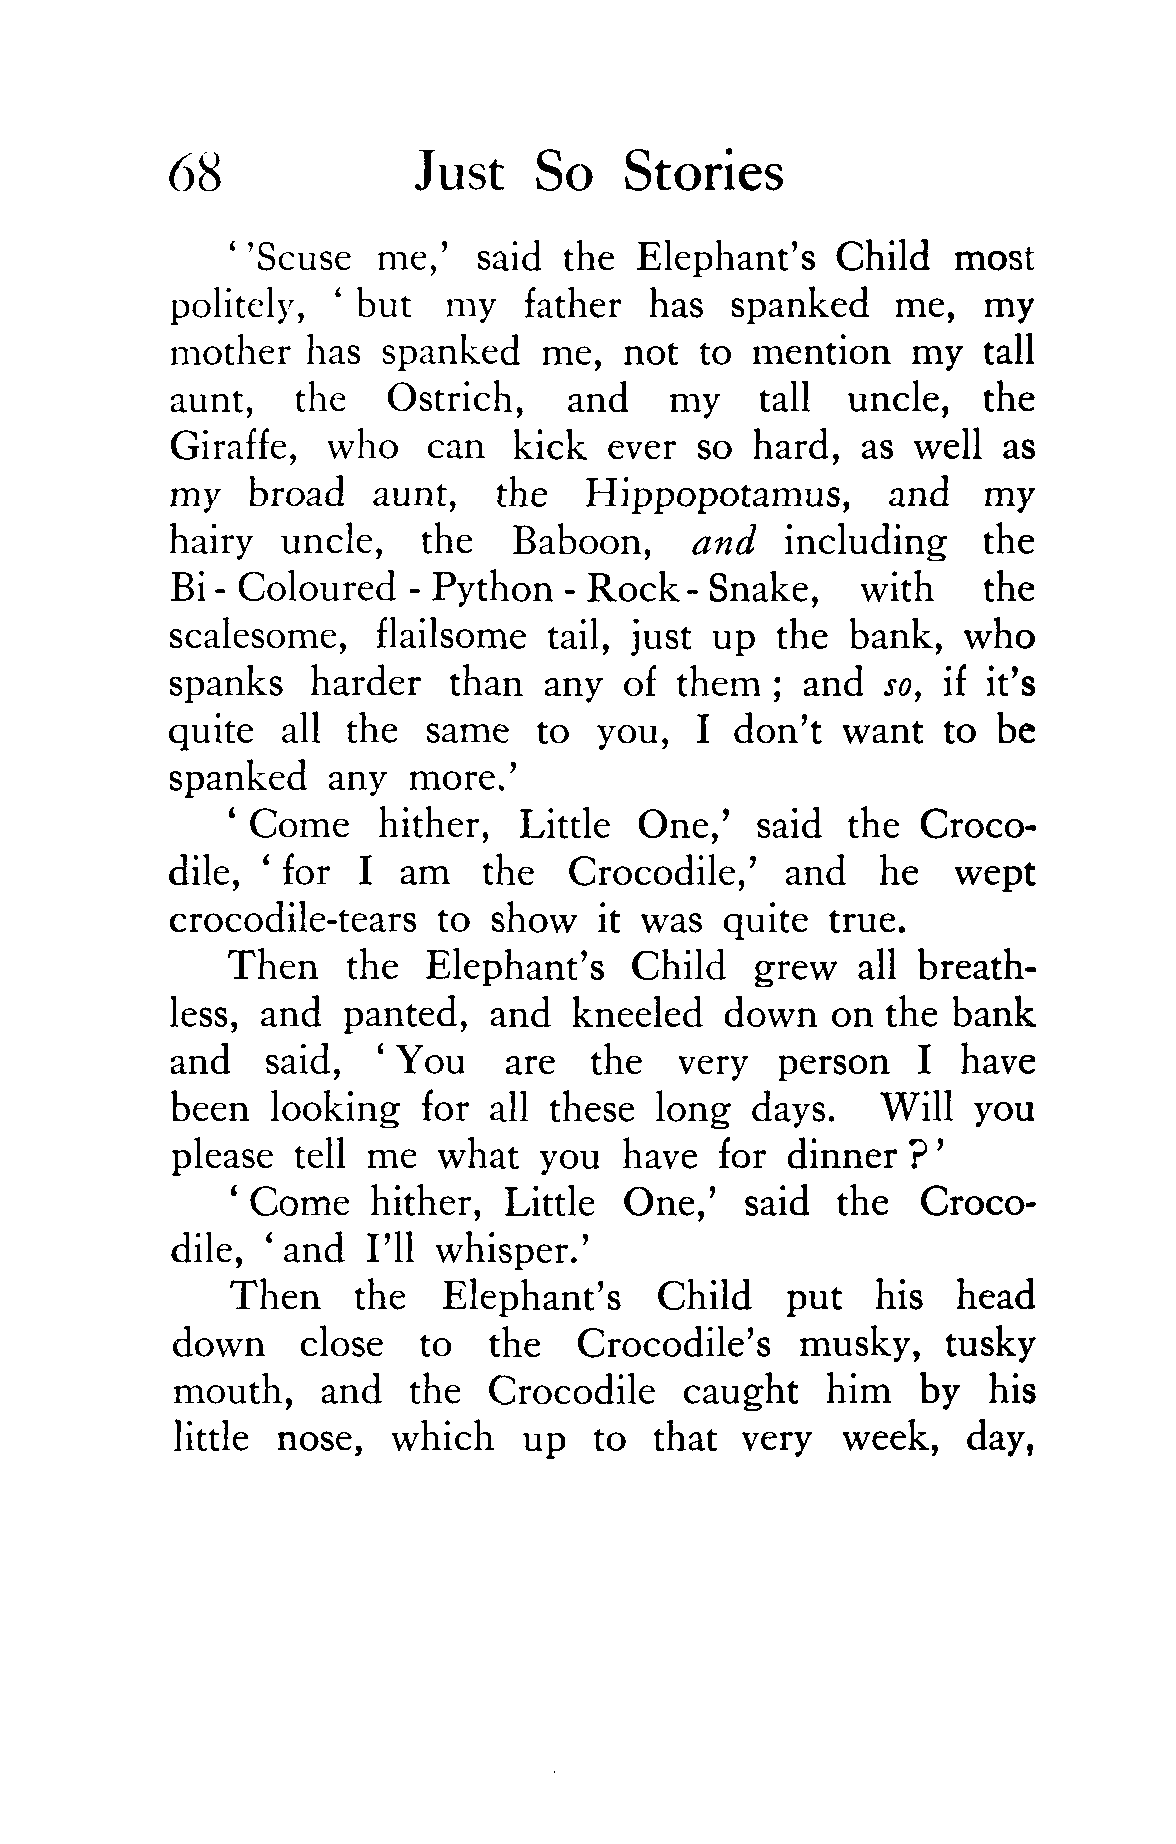 68 Just So Stories
‘ ’Scuse me,’ said the Elephant’s Child most
politely, ‘ but my father has spanked me, my
mother has spanked me, not to mention my tall
aunt, the Ostrich, and my tall uncle, the
Giraffe, who can kick ever so hard, as well as
my broad aunt, the Hippopotamus, and my
hairy uncle, the Baboon, and including the
Bi - Coloured - Python - Rock - Snake, with the
scalesome, flailsome tail, just up the bank, who
spanks harder than any of them ; and so, if it’s
quite all the same to you, I don’t want to be
spanked any more.’
‘ Come hither, Little One,’ said the Croco-
dile, ‘ for I am the Crocodile,’ and he wept
crocodile-tears to show it was quite true.
Then the Elephant’s Child grew all breath-
less, and panted, and kneeled down on the bank
and said, ‘ You are the very person I have
been looking for all these long days. Will you
please tell me what you have for dinner ? ’
‘ Come hither, Little One,’ said the Croco-
dile, ‘ and I’ll whisper.’
Then the Elephant’s Child put his head
down close to the Crocodile’s musky, tusky
mouth, and the Crocodile caught him by his
little nose, which up to that very week, day,